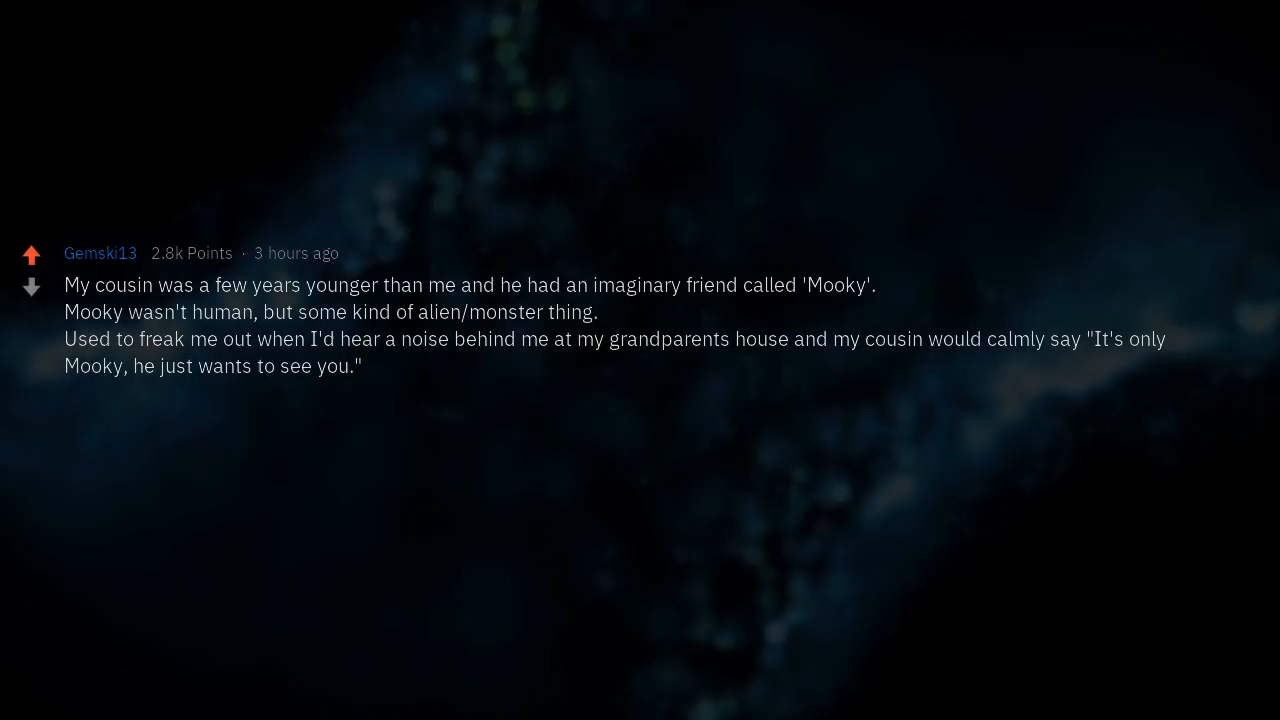 Gemski13 2.8k Points · 3 hours ago
My cousin was a few years younger than me and he had an imaginary friend called 'Mooky'.
Mooky wasn't human, but some kind of alien/monster thing.
Used to freak me out when I'd hear a noise behind me at my grandparents house and my cousin would calmly say "It's only
Mooky, he just wants to see you."